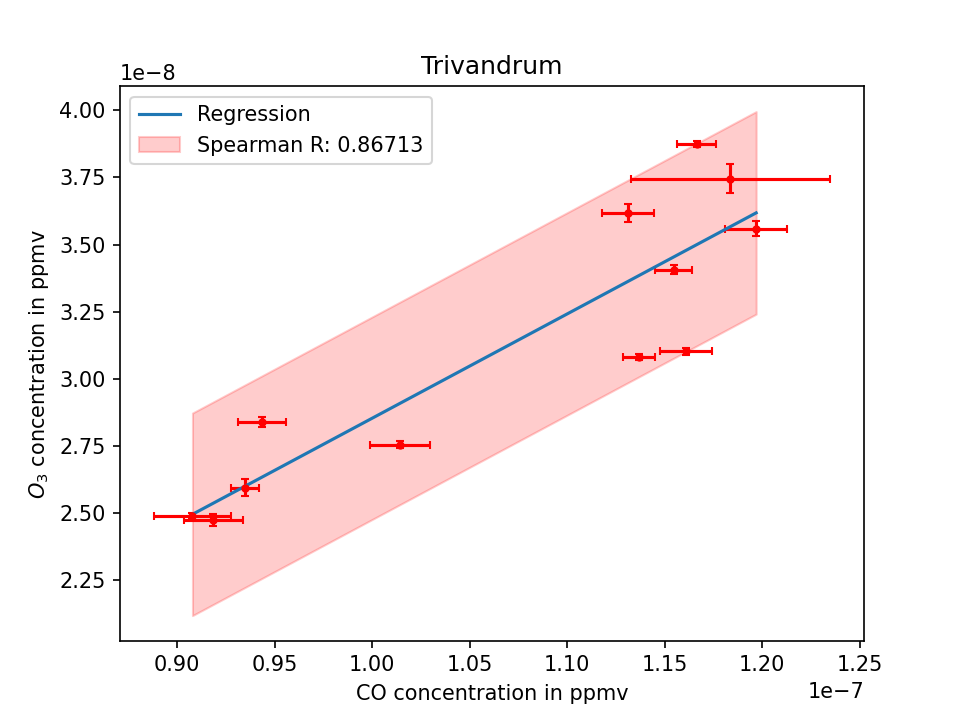 Trivandrum
1e−8
Regression
Spearman R: 0.86713
4.00
3.75
3.50
3.25
3.00
2.75
2.50
2.25
O₃ concentration in ppmv
0.90 0.95 1.00 1.05 1.10 1.15 1.20 1.25
1e−7
CO concentration in ppmv